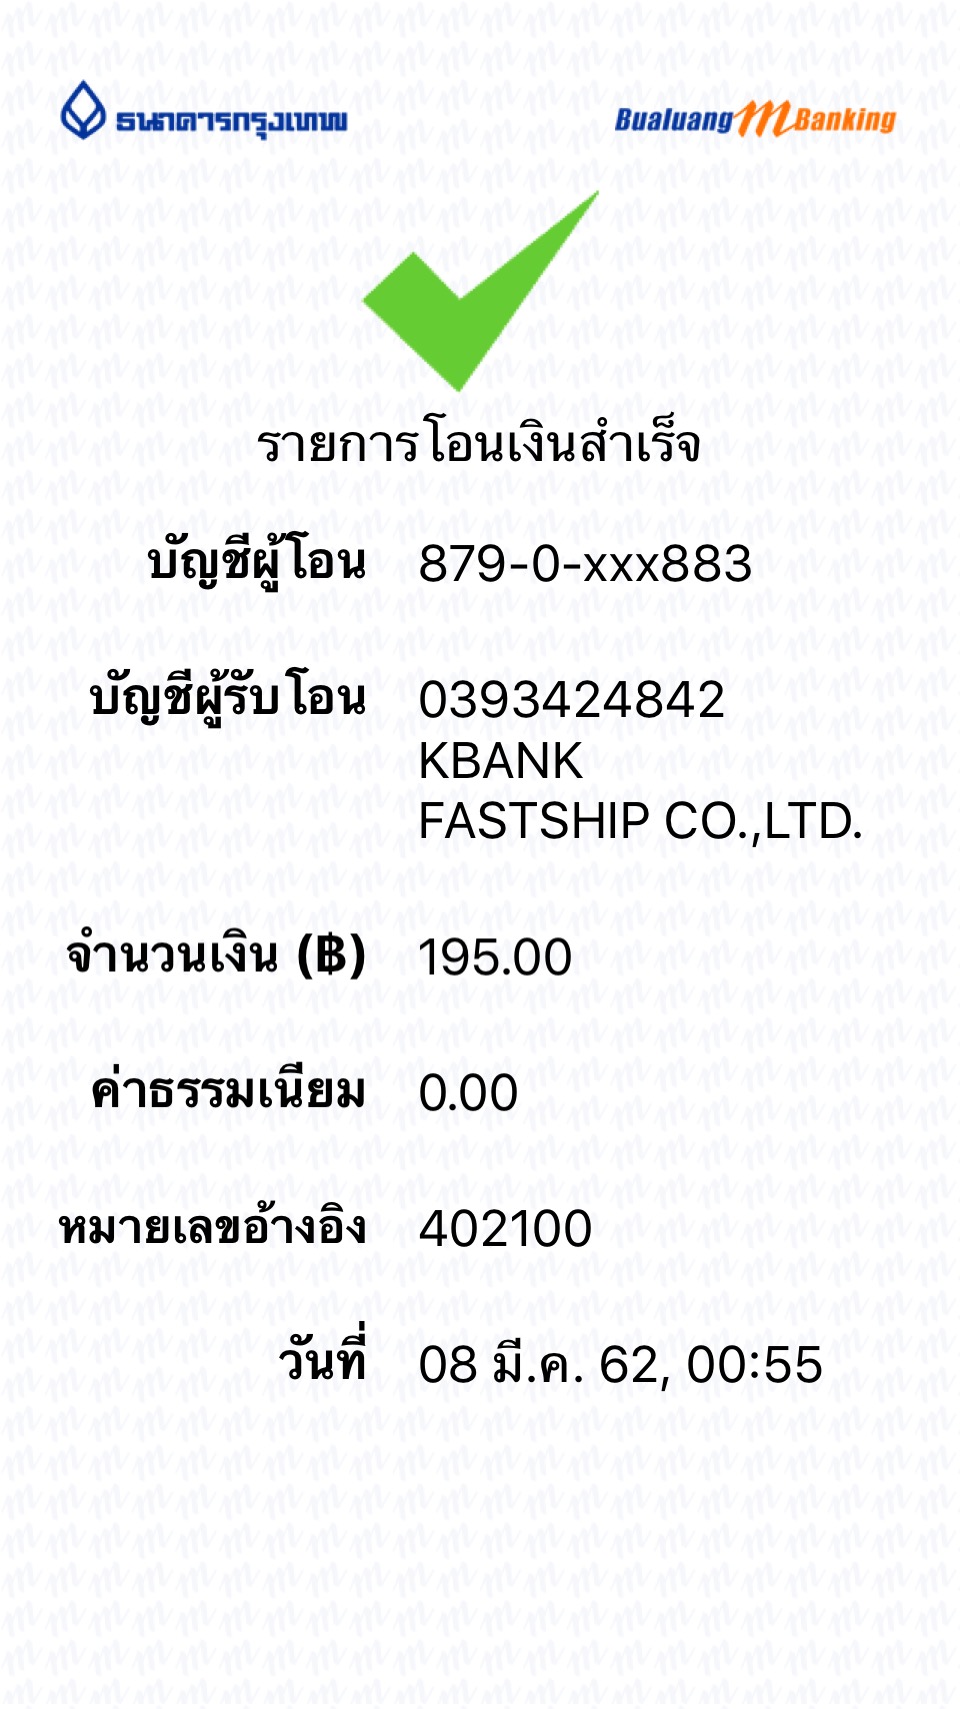 ธนาคารกรุงเทพ Bualuang m Banking
รายการโอนเงินสำเร็จ
บัญชีผู้โอน 879-0-xxx883
บัญชีผู้รับโอน 0393424842
KBANK
FASTSHIP CO.,LTD.
จำนวนเงิน (฿) 195.00
ค่าธรรมเนียม 0.00
หมายเลขอ้างอิง 402100
วันที่ 08 มี.ค. 62, 00:55